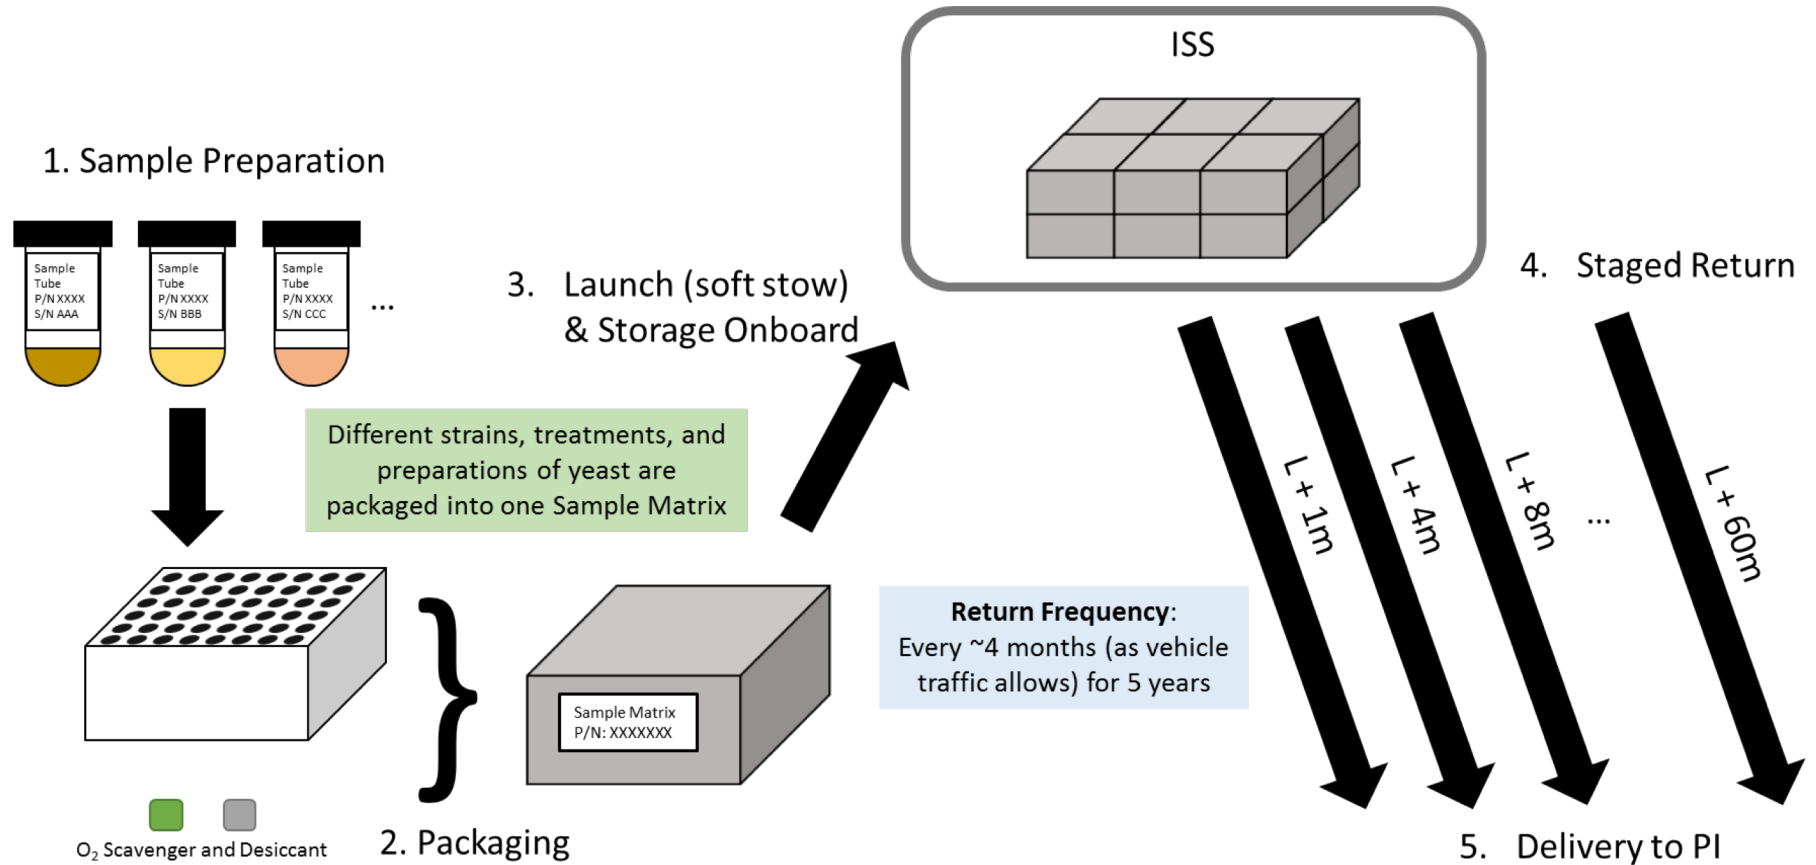 ISS
1. Sample Preparation
Sample
Tube
P/N XXXX
S/N AAA
Sample
Tube
P/N XXXX
S/N BBB
Sample
Tube
P/N XXXX
S/N CCC
...
3. Launch (soft stow)
& Storage Onboard
4. Staged Return
Different strains, treatments, and
preparations of yeast are
packaged into one Sample Matrix
L + 1m
L + 4m
L + 8m
...
L + 60m
Return Frequency:
Every ~4 months (as vehicle
traffic allows) for 5 years
Sample Matrix
P/N: XXXXXXX
O₂ Scavenger and Desiccant
2. Packaging
5. Delivery to PI